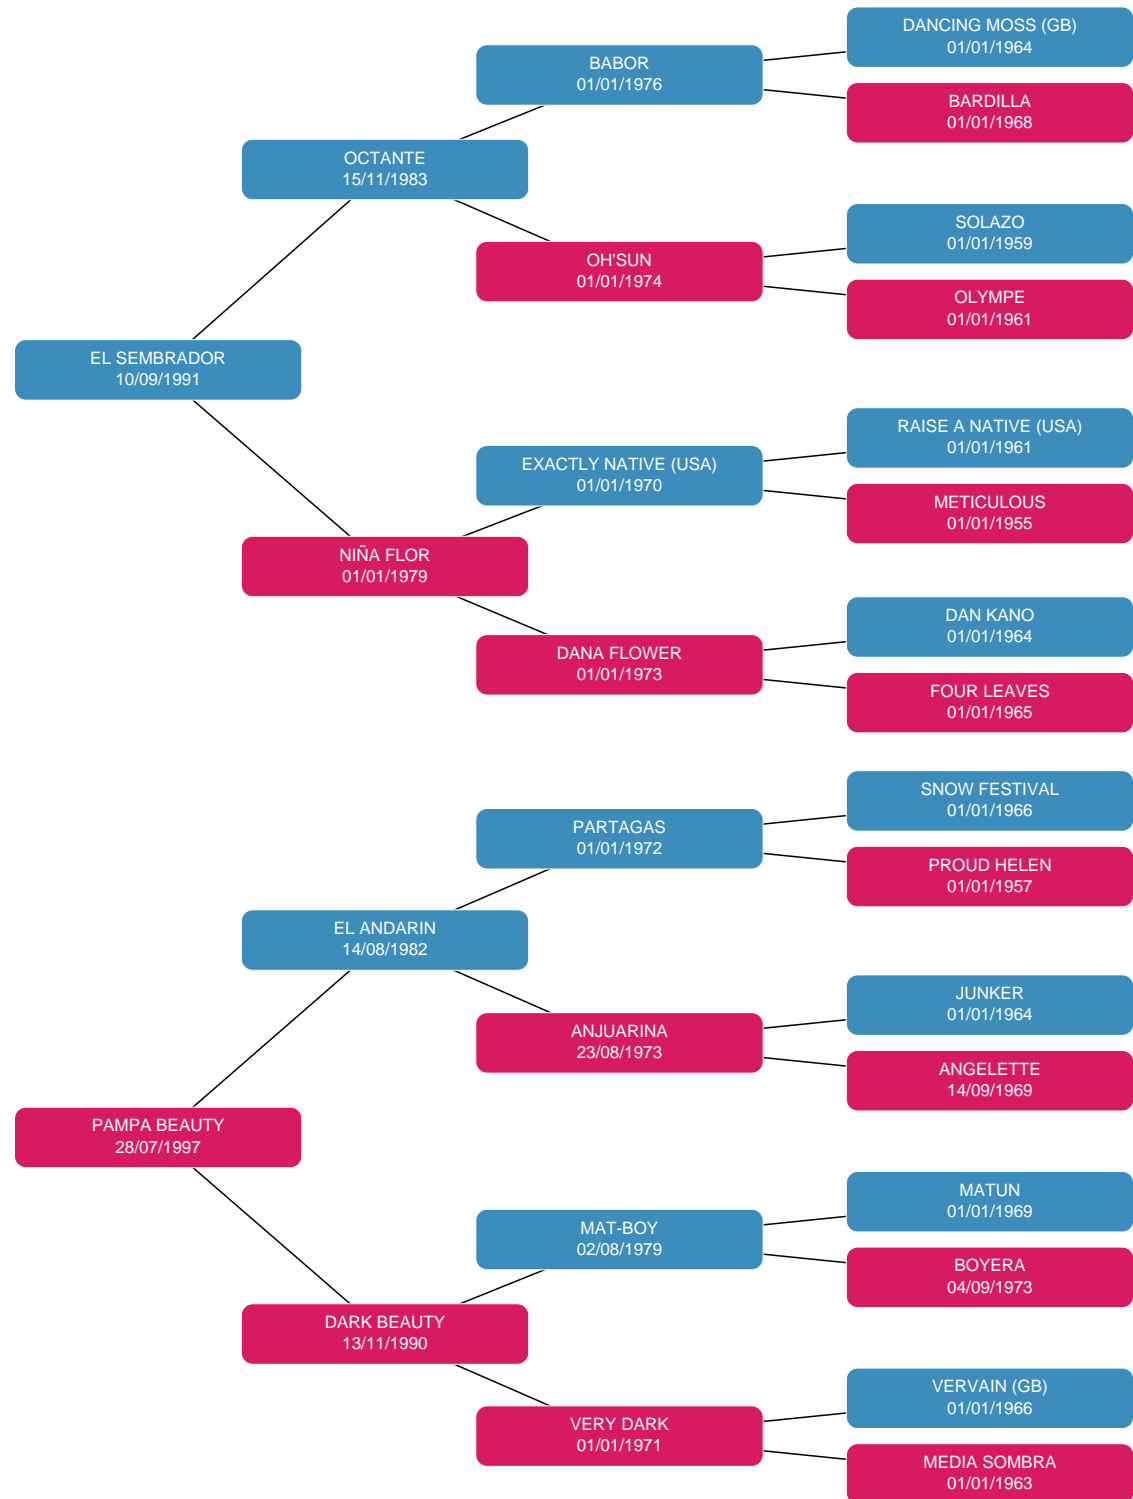 DANCING MOSS (GB)
01/01/1964
BABOR
01/01/1976
BARDILLA
01/01/1968
OCTANTE
15/11/1983
SOLAZO
01/01/1959
OH'SUN
01/01/1974
OLYMPE
01/01/1961
EL SEMBRADOR
10/09/1991
RAISE A NATIVE (USA)
01/01/1961
EXACTLY NATIVE (USA)
01/01/1970
METICULOUS
01/01/1955
NIÑA FLOR
01/01/1979
DAN KANO
01/01/1964
DANA FLOWER
01/01/1973
FOUR LEAVES
01/01/1965
SNOW FESTIVAL
01/01/1966
PARTAGAS
01/01/1972
PROUD HELEN
01/01/1957
EL ANDARIN
14/08/1982
JUNKER
01/01/1964
ANJUARINA
23/08/1973
ANGELETTE
14/09/1969
PAMPA BEAUTY
28/07/1997
MATUN
01/01/1969
MAT-BOY
02/08/1979
BOYERA
04/09/1973
DARK BEAUTY
13/11/1990
VERVAIN (GB)
01/01/1966
VERY DARK
01/01/1971
MEDIA SOMBRA
01/01/1963